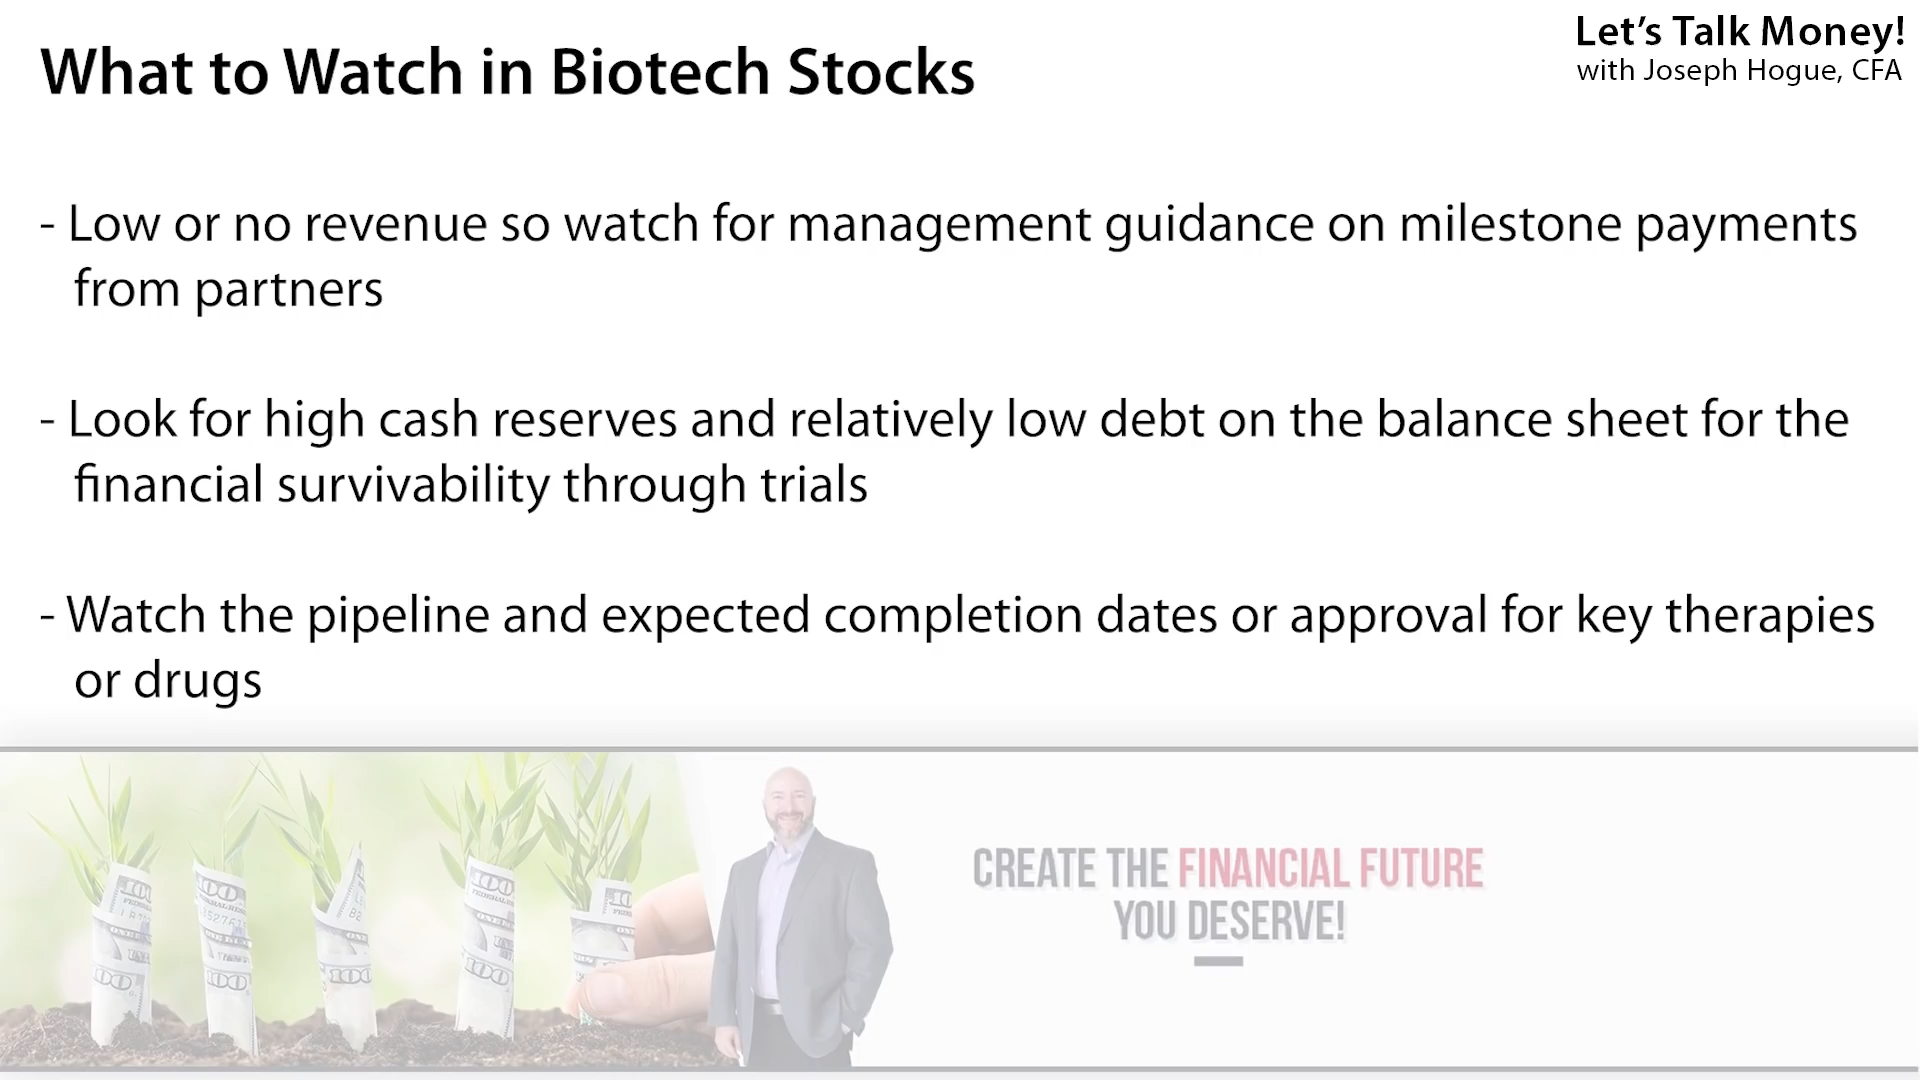 What to Watch in Biotech Stocks
Let's Talk Money!
with Joseph Hogue, CFA
- Low or no revenue so watch for management guidance on milestone payments
from partners
- Look for high cash reserves and relatively low debt on the balance sheet for the
financial survivability through trials
- Watch the pipeline and expected completion dates or approval for key therapies
or drugs
CREATE THE FINANCIAL FUTURE
YOU DESERVE!